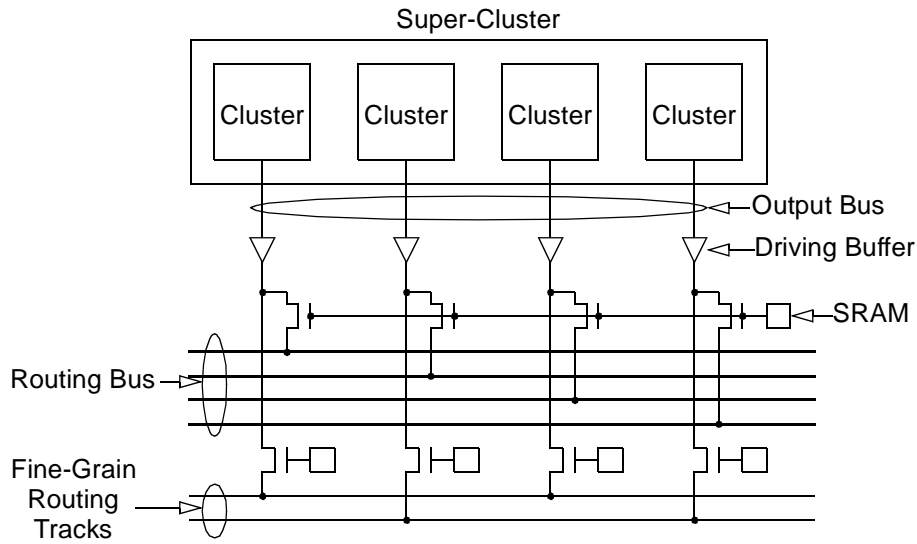 Super-Cluster
Cluster
Cluster
Cluster
Cluster
Output Bus
Driving Buffer
SRAM
Routing Bus
Fine-Grain
Routing
Tracks